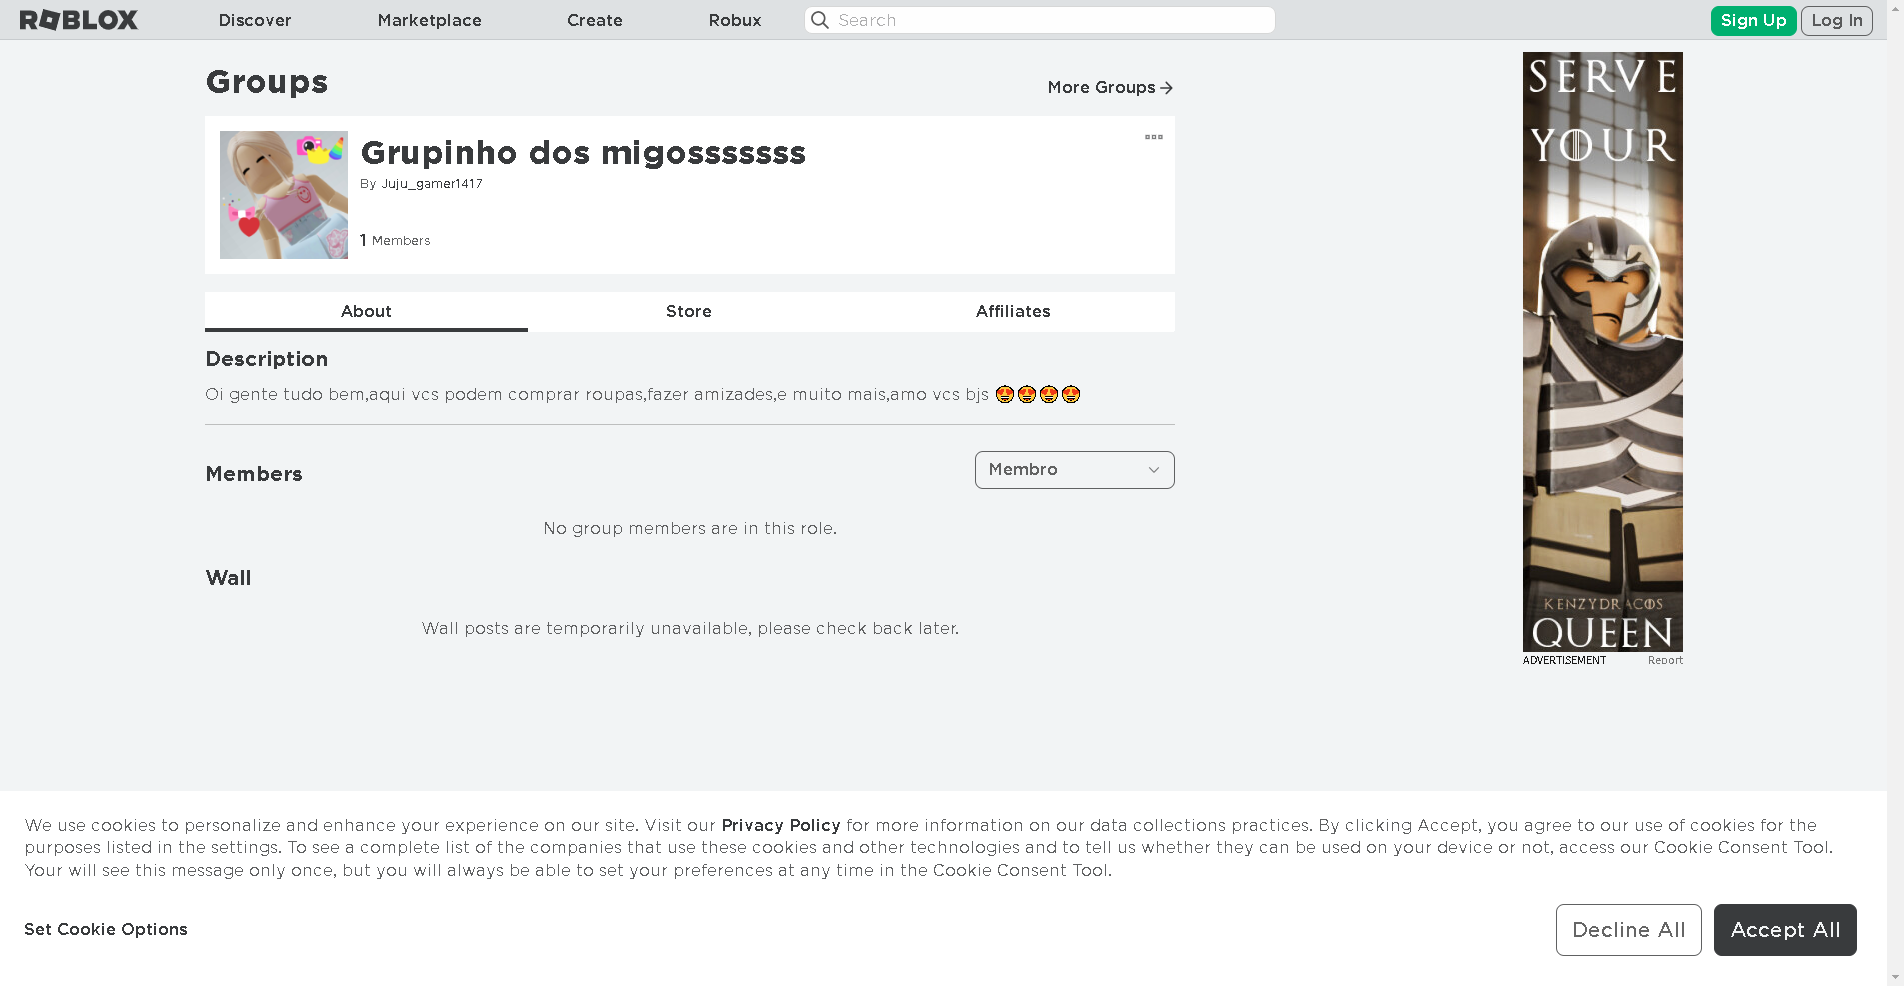 ROBLOX
Discover
Marketplace
Create
Robux
Search
Sign Up
Log In
Groups
More Groups
Grupinho dos migosssssss
By Juju_gamer1417
1 Members
About
Store
Affiliates
Description
Oi gente tudo bem,aqui vcs podem comprar roupas,fazer amizades,e muito mais,amo vcs bjs 🤩🤩🤩🤩
Members
Membro
No group members are in this role.
Wall
Wall posts are temporarily unavailable, please check back later.
SERVE
YOUR
KENZYDRACOS
QUEEN
ADVERTISEMENT
Report
We use cookies to personalize and enhance your experience on our site. Visit our Privacy Policy for more information on our data collections practices. By clicking Accept, you agree to our use of cookies for the
purposes listed in the settings. To see a complete list of the companies that use these cookies and other technologies and to tell us whether they can be used on your device or not, access our Cookie Consent Tool.
Your will see this message only once, but you will always be able to set your preferences at any time in the Cookie Consent Tool.
Set Cookie Options
Decline All
Accept All